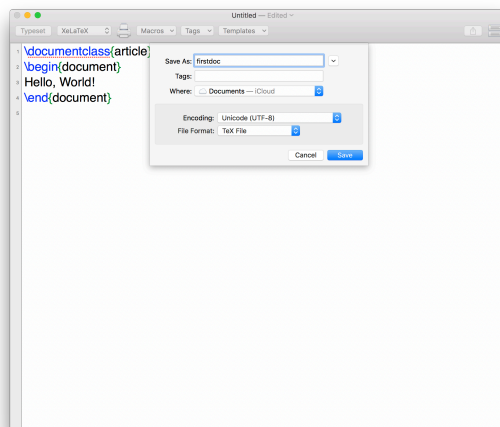 Untitled — Edited
Typeset XeLaTeX Macros Tags Templates
1 \documentclass{article}
2 \begin{document}
3 Hello, World!
4 \end{document}
5
Save As: firstdoc
Tags:
Where: Documents — iCloud
Encoding: Unicode (UTF-8)
File Format: TeX File
Cancel Save